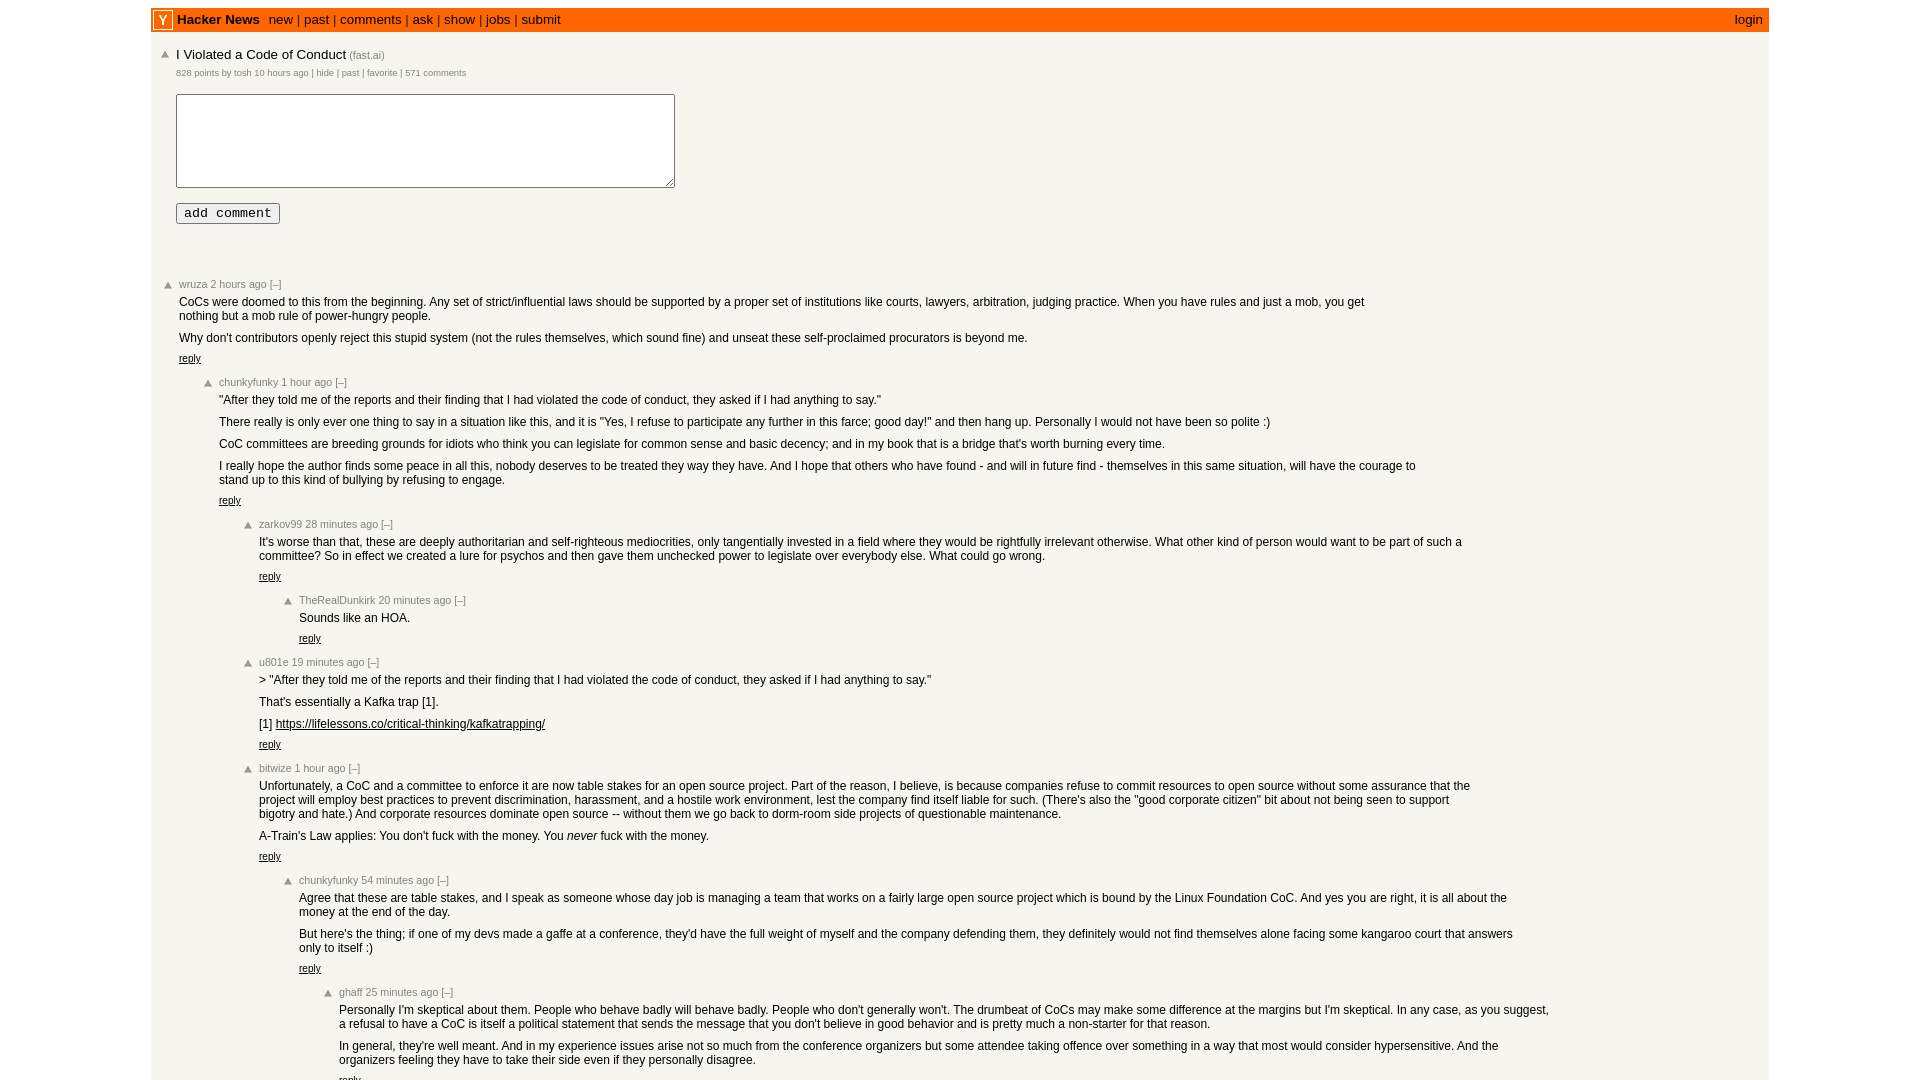 Y Hacker News new | past | comments | ask | show | jobs | submit login
I Violated a Code of Conduct (fast.ai)
828 points by tosh 10 hours ago | hide | past | favorite | 571 comments
add comment
wruza 2 hours ago [–]
CoCs were doomed to this from the beginning. Any set of strict/influential laws should be supported by a proper set of institutions like courts, lawyers, arbitration, judging practice. When you have rules and just a mob, you get
nothing but a mob rule of power-hungry people.
Why don't contributors openly reject this stupid system (not the rules themselves, which sound fine) and unseat these self-proclaimed procurators is beyond me.
reply
chunkyfunky 1 hour ago [–]
"After they told me of the reports and their finding that I had violated the code of conduct, they asked if I had anything to say."
There really is only ever one thing to say in a situation like this, and it is "Yes, I refuse to participate any further in this farce; good day!" and then hang up. Personally I would not have been so polite :)
CoC committees are breeding grounds for idiots who think you can legislate for common sense and basic decency; and in my book that is a bridge that's worth burning every time.
I really hope the author finds some peace in all this, nobody deserves to be treated they way they have. And I hope that others who have found - and will in future find - themselves in this same situation, will have the courage to
stand up to this kind of bullying by refusing to engage.
reply
zarkov99 28 minutes ago [–]
It's worse than that, these are deeply authoritarian and self-righteous mediocrities, only tangentially invested in a field where they would be rightfully irrelevant otherwise. What other kind of person would want to be part of such a
committee? So in effect we created a lure for psychos and then gave them unchecked power to legislate over everybody else. What could go wrong.
reply
TheRealDunkirk 20 minutes ago [–]
Sounds like an HOA.
reply
u801e 19 minutes ago [–]
> "After they told me of the reports and their finding that I had violated the code of conduct, they asked if I had anything to say."
That's essentially a Kafka trap [1].
[1] https://lifelessons.co/critical-thinking/kafkatrapping/
reply
bitwize 1 hour ago [–]
Unfortunately, a CoC and a committee to enforce it are now table stakes for an open source project. Part of the reason, I believe, is because companies refuse to commit resources to open source without some assurance that the
project will employ best practices to prevent discrimination, harassment, and a hostile work environment, lest the company find itself liable for such. (There's also the "good corporate citizen" bit about not being seen to support
bigotry and hate.) And corporate resources dominate open source -- without them we go back to dorm-room side projects of questionable maintenance.
A-Train's Law applies: You don't fuck with the money. You never fuck with the money.
reply
chunkyfunky 54 minutes ago [–]
Agree that these are table stakes, and I speak as someone whose day job is managing a team that works on a fairly large open source project which is bound by the Linux Foundation CoC. And yes you are right, it is all about the
money at the end of the day.
But here's the thing; if one of my devs made a gaffe at a conference, they'd have the full weight of myself and the company defending them, they definitely would not find themselves alone facing some kangaroo court that answers
only to itself :)
reply
ghaff 25 minutes ago [–]
Personally I'm skeptical about them. People who behave badly will behave badly. People who don't generally won't. The drumbeat of CoCs may make some difference at the margins but I'm skeptical. In any case, as you suggest,
a refusal to have a CoC is itself a political statement that sends the message that you don't believe in good behavior and is pretty much a non-starter for that reason.
In general, they're well meant. And in my experience issues arise not so much from the conference organizers but some attendee taking offence over something in a way that most would consider hypersensitive. And the
organizers feeling they have to take their side even if they personally disagree.
reply